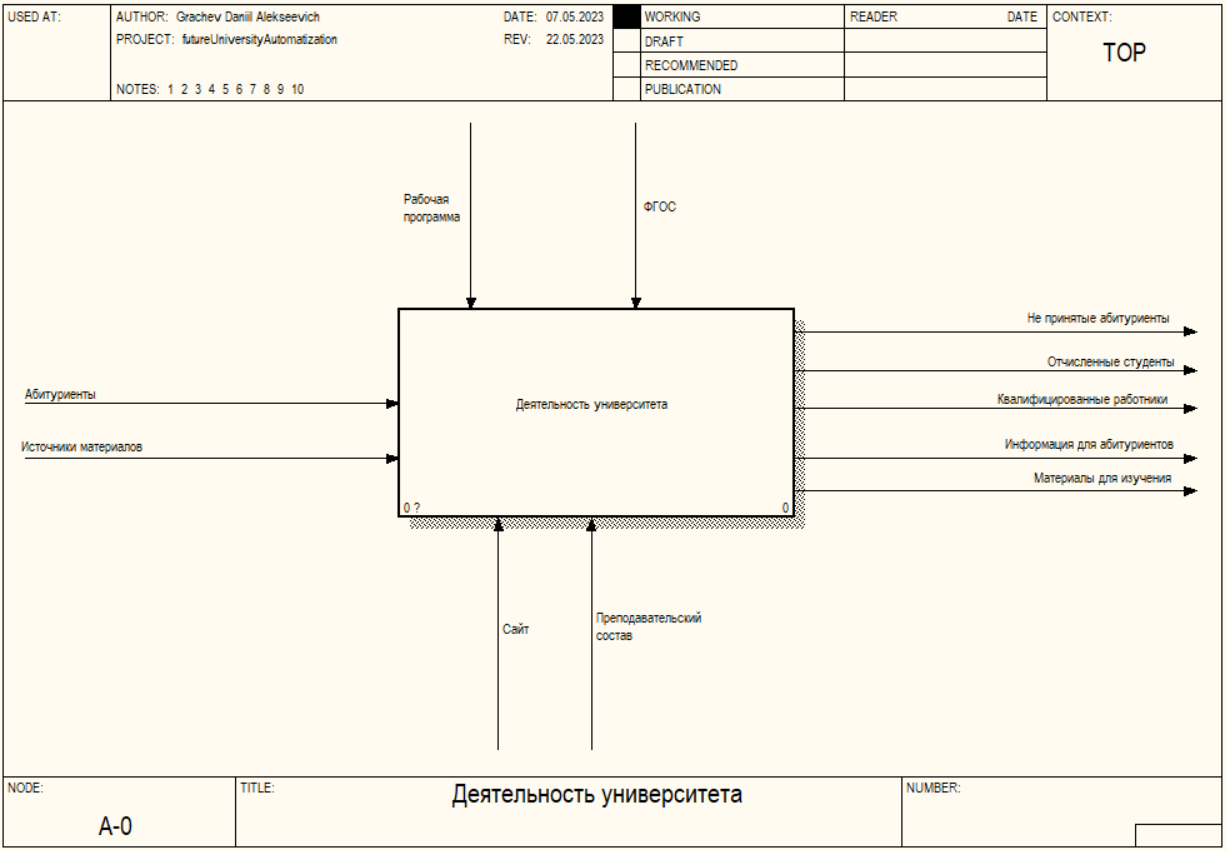 USED AT:
AUTHOR: Grachev Daniil Alekseevich
DATE: 07.05.2023
PROJECT: futureUniversityAutomatization
REV: 22.05.2023
NOTES: 1 2 3 4 5 6 7 8 9 10
WORKING
DRAFT
RECOMMENDED
PUBLICATION
READER
DATE
CONTEXT:
TOP
Рабочая
программа
ФГОС
Абитуриенты
Источники материалов
Деятельность университета
0 ?
0
Не принятые абитуриенты
Отчисленные студенты
Квалифицированные работники
Информация для абитуриентов
Материалы для изучения
Сайт
Преподавательский
состав
NODE:
A-0
TITLE:
Деятельность университета
NUMBER: